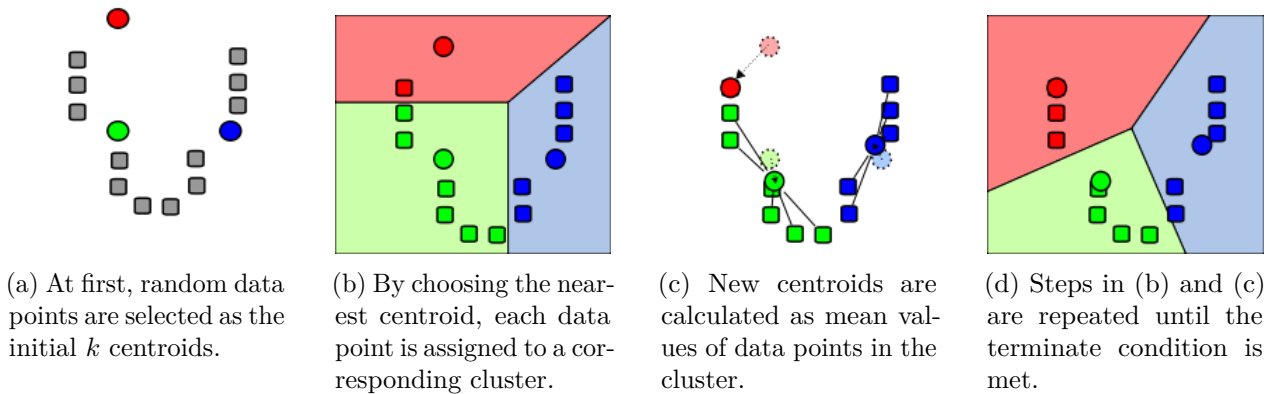 (a) At first, random data
points are selected as the
initial k centroids.
(b) By choosing the near-
est centroid, each data
point is assigned to a cor-
responding cluster.
(c) New centroids are
calculated as mean val-
ues of data points in the
cluster.
(d) Steps in (b) and (c)
are repeated until the
terminate condition is
met.